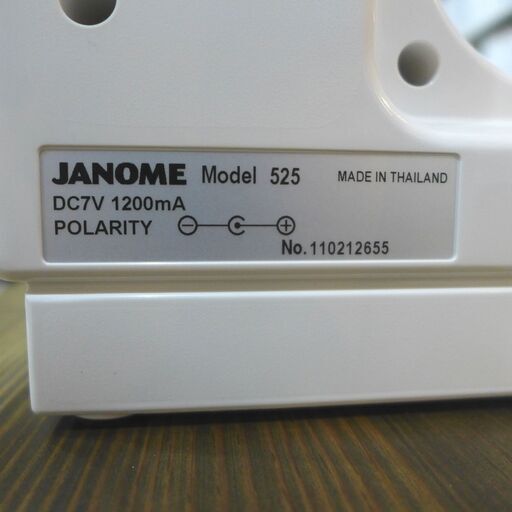 JANOME Model 525 MADE IN THAILAND
DC7V 1200mA
POLARITY
No.110212655